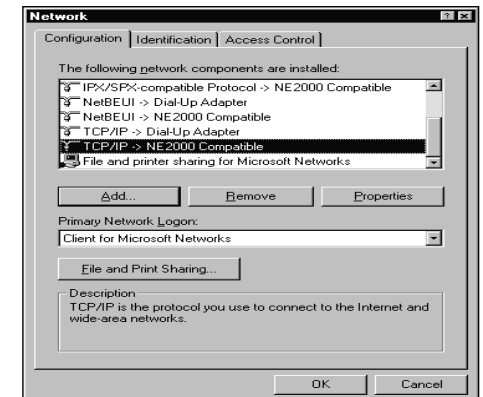 Network
Configuration Identification Access Control
The following network components are installed:
IPX/SPX-compatible Protocol -> NE2000 Compatible
NetBEUI -> Dial-Up Adapter
NetBEUI -> NE2000 Compatible
TCP/IP -> Dial-Up Adapter
TCP/IP -> NE2000 Compatible
File and printer sharing for Microsoft Networks
Add... Remove Properties
Primary Network Logon:
Client for Microsoft Networks
File and Print Sharing...
Description
TCP/IP is the protocol you use to connect to the Internet and
wide-area networks.
OK Cancel